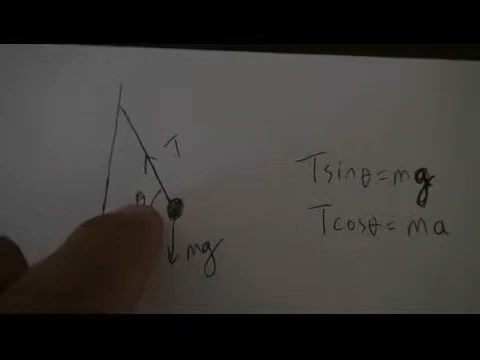 T
θ
mg
Tsinθ=mg
Tcosθ=ma